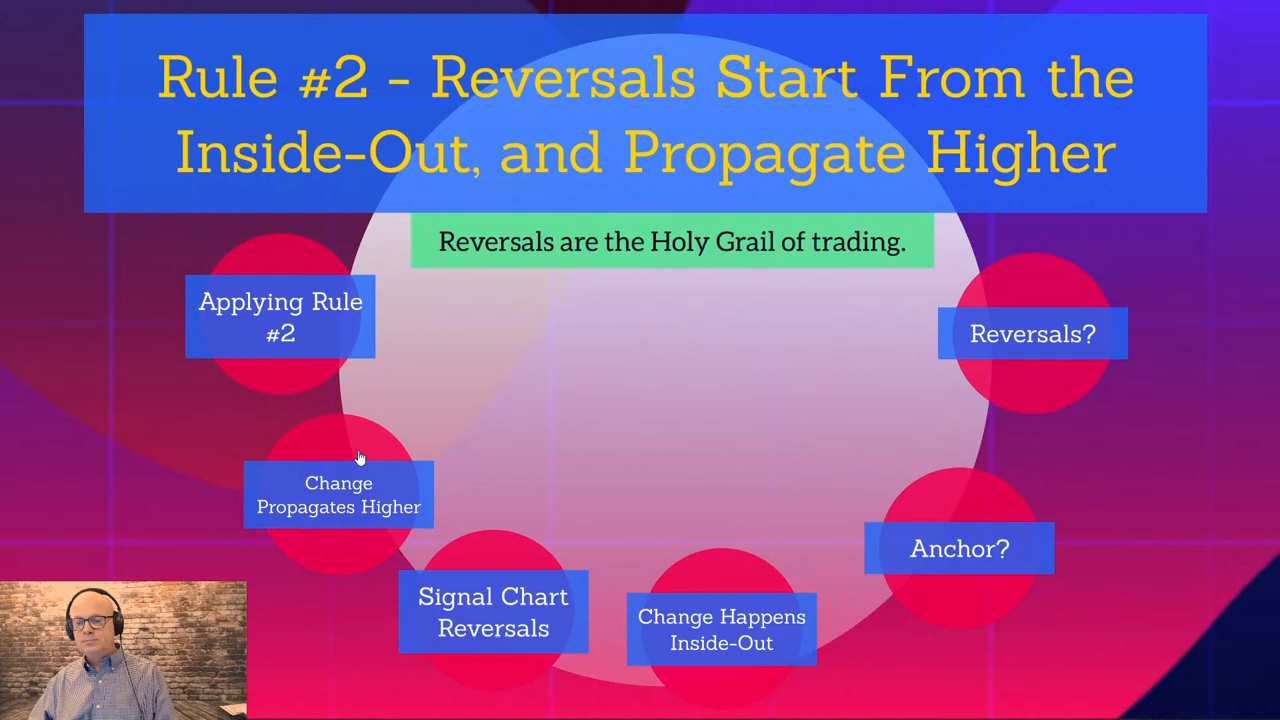 Rule #2 - Reversals Start From the
Inside-Out, and Propagate Higher
Reversals are the Holy Grail of trading.
Applying Rule
#2
Reversals?
Change
Propagates Higher
Anchor?
Signal Chart
Reversals
Change Happens
Inside-Out